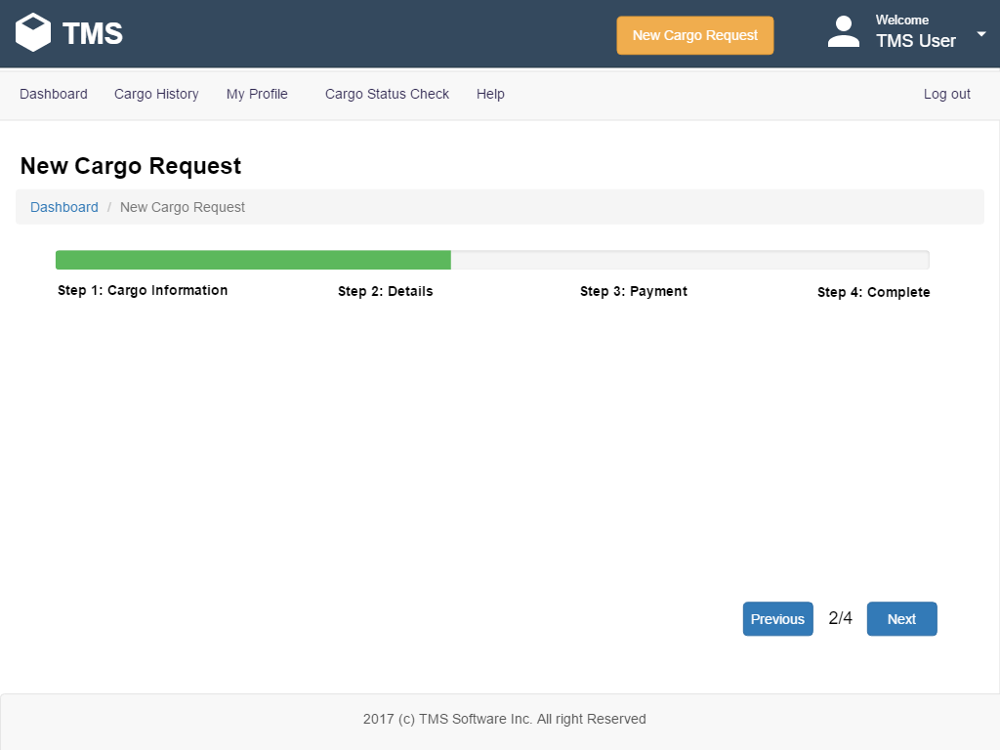 TMS
New Cargo Request
Welcome
TMS User
Dashboard Cargo History My Profile Cargo Status Check Help Log out
New Cargo Request
Dashboard / New Cargo Request
Step 1: Cargo Information Step 2: Details Step 3: Payment Step 4: Complete
Previous 2/4 Next
2017 (c) TMS Software Inc. All right Reserved